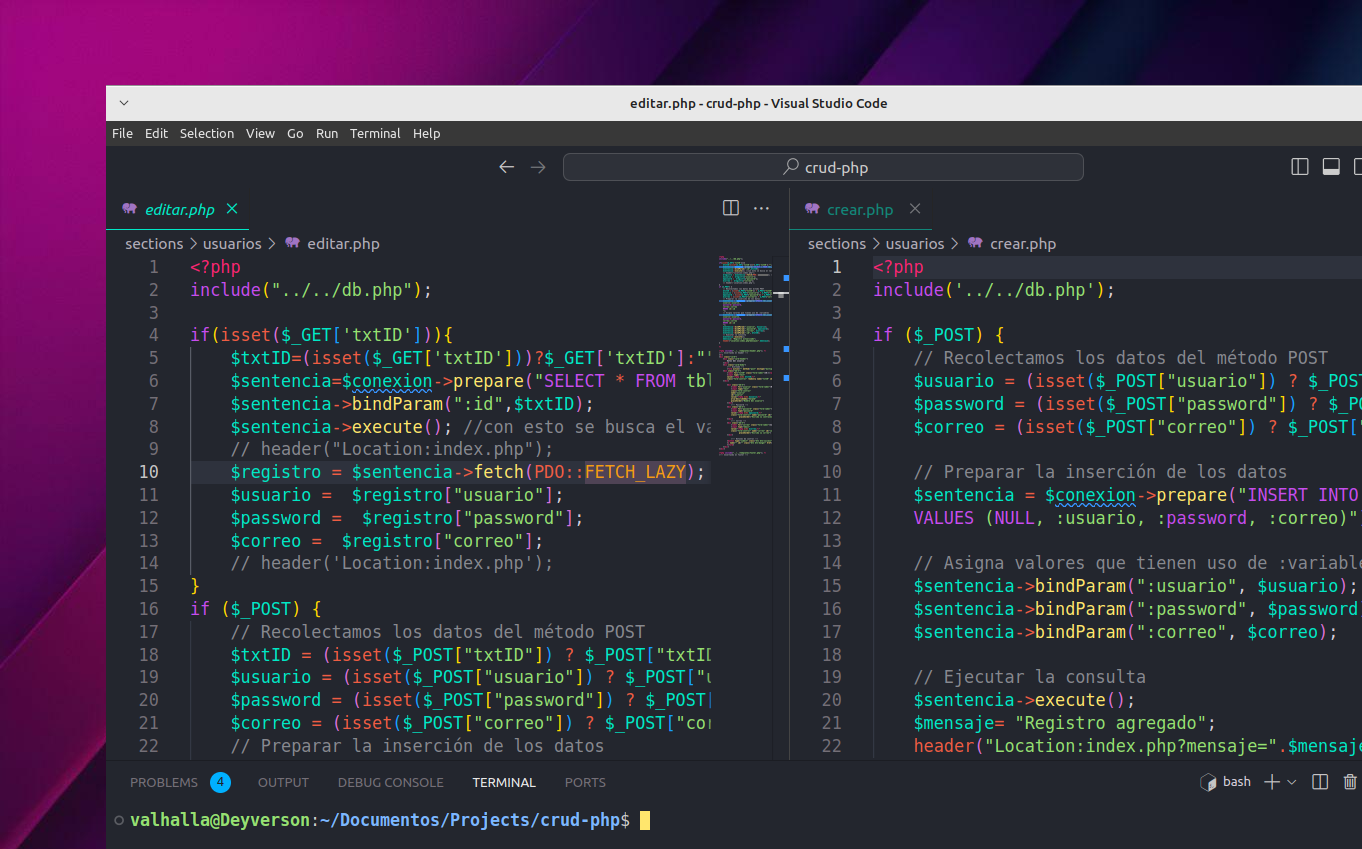 editar.php - crud-php - Visual Studio Code
File Edit Selection View Go Run Terminal Help
crud-php
editar.php
sections > usuarios > editar.php
1 <?php
2 include("../../db.php");
3
4 if(isset($_GET['txtID'])){
5 $txtID=(isset($_GET['txtID']))?$_GET['txtID']:"
6 $sentencia=$conexion->prepare("SELECT * FROM tbl
7 $sentencia->bindParam(":id",$txtID);
8 $sentencia->execute(); //con esto se busca el va
9 // header("Location:index.php");
10 $registro = $sentencia->fetch(PDO::FETCH_LAZY);
11 $usuario =  $registro["usuario"];
12 $password =  $registro["password"];
13 $correo =  $registro["correo"];
14 // header('Location:index.php');
15 }
16 if ($_POST) {
17 // Recolectamos los datos del método POST
18 $txtID = (isset($_POST["txtID"]) ? $_POST["txtID
19 $usuario = (isset($_POST["usuario"]) ? $_POST["u
20 $password = (isset($_POST["password"]) ? $_POST[
21 $correo = (isset($_POST["correo"]) ? $_POST["cor
22 // Preparar la inserción de los datos
crear.php
sections > usuarios > crear.php
1 <?php
2 include('../../db.php');
3
4 if ($_POST) {
5 // Recolectamos los datos del método POST
6 $usuario = (isset($_POST["usuario"]) ? $_POST
7 $password = (isset($_POST["password"]) ? $_PO
8 $correo = (isset($_POST["correo"]) ? $_POST["
9
10 // Preparar la inserción de los datos
11 $sentencia = $conexion->prepare("INSERT INTO
12 VALUES (NULL, :usuario, :password, :correo)"
13
14 // Asigna valores que tienen uso de :variable
15 $sentencia->bindParam(":usuario", $usuario);
16 $sentencia->bindParam(":password", $password
17 $sentencia->bindParam(":correo", $correo);
18
19 // Ejecutar la consulta
20 $sentencia->execute();
21 $mensaje= "Registro agregado";
22 header("Location:index.php?mensaje=".$mensaje
PROBLEMS 4 OUTPUT DEBUG CONSOLE TERMINAL PORTS
bash
valhalla@Deyverson:~/Documentos/Projects/crud-php$